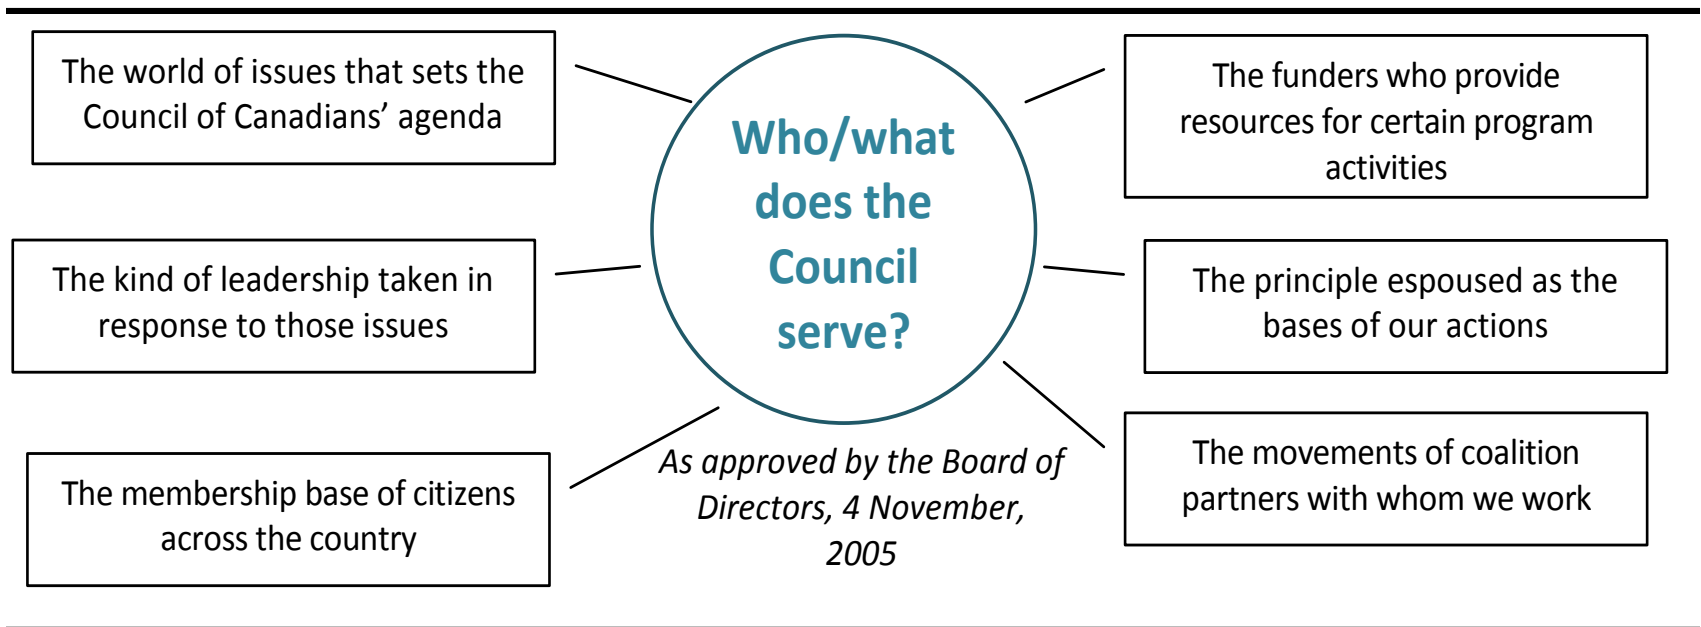 The world of issues that sets the
Council of Canadians’ agenda
The kind of leadership taken in
response to those issues
The membership base of citizens
across the country
Who/what
does the
Council
serve?
As approved by the Board of
Directors, 4 November,
2005
The funders who provide
resources for certain program
activities
The principle espoused as the
bases of our actions
The movements of coalition
partners with whom we work